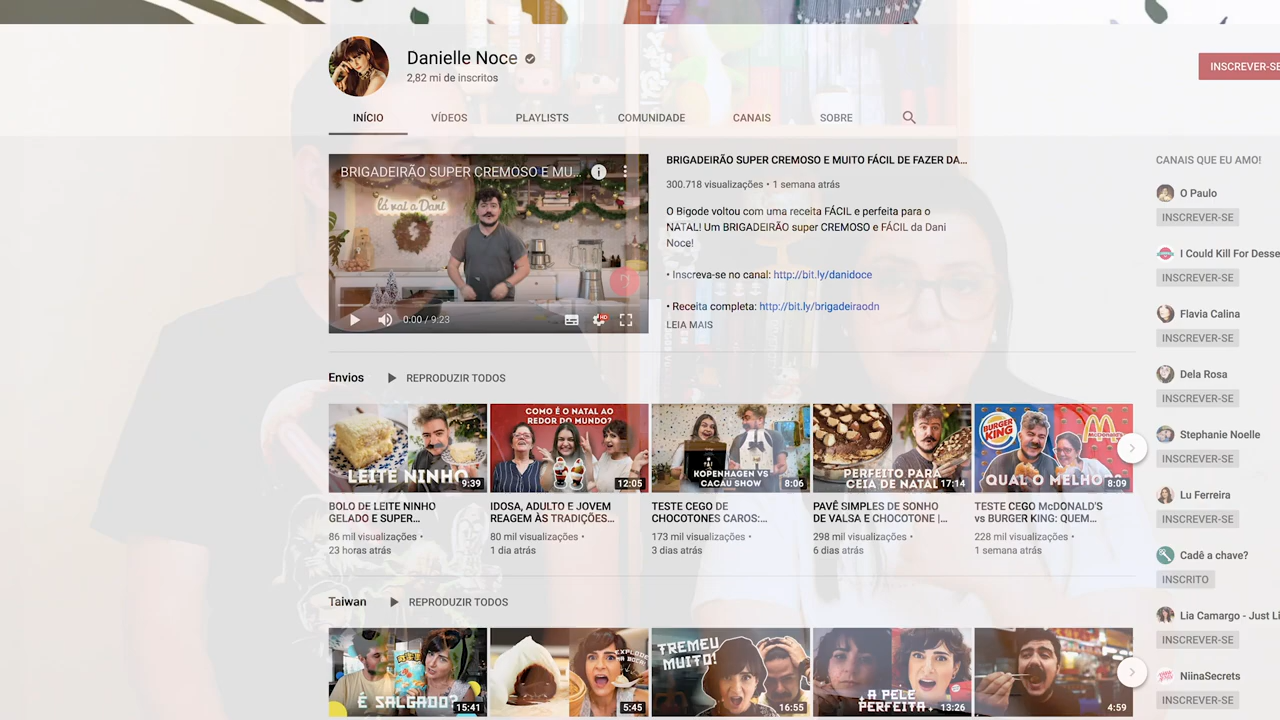 Danielle Noce
2,82 mi de inscritos
INSCREVER-SE
INÍCIO
VÍDEOS
PLAYLISTS
COMUNIDADE
CANAIS
SOBRE
BRIGADEIRÃO SUPER CREMOSO E MU...
lá vai a Dani
0:00 / 9:23
HD
BRIGADEIRÃO SUPER CREMOSO E MUITO FÁCIL DE FAZER DA...
300.718 visualizações • 1 semana atrás
O Bigode voltou com uma receita FÁCIL e perfeita para o
NATAL! Um BRIGADEIRÃO super CREMOSO e FÁCIL da Dani
Noce!
• Inscreva-se no canal: http://bit.ly/danidoce
• Receita completa: http://bit.ly/brigadeiraodn
LEIA MAIS
CANAIS QUE EU AMO!
O Paulo
INSCREVER-SE
I Could Kill For Desse
INSCREVER-SE
Flavia Calina
INSCREVER-SE
Dela Rosa
INSCREVER-SE
Stephanie Noelle
INSCREVER-SE
Lu Ferreira
INSCREVER-SE
Cadê a chave?
INSCRITO
Lia Camargo - Just Li
INSCREVER-SE
NiinaSecrets
INSCREVER-SE
Envios
REPRODUZIR TODOS
LEITE NINHO
9:39
BOLO DE LEITE NINHO
GELADO E SUPER...
86 mil visualizações •
23 horas atrás
COMO É O NATAL AO
REDOR DO MUNDO?
12:05
IDOSA, ADULTO E JOVEM
REAGEM ÀS TRADIÇÕES...
80 mil visualizações •
1 dia atrás
KOPENHAGEN VS
CACAU SHOW
8:06
TESTE CEGO DE
CHOCOTONES CAROS:...
173 mil visualizações •
3 dias atrás
PERFEITO PARA
CEIA DE NATAL
17:14
PAVÊ SIMPLES DE SONHO
DE VALSA E CHOCOTONE |...
298 mil visualizações •
6 dias atrás
BURGER
KING
McDONALD'S
QUAL O MELHO
8:09
TESTE CEGO McDONALD'S
vs BURGER KING: QUEM...
228 mil visualizações •
1 semana atrás
Taiwan
REPRODUZIR TODOS
É SALGADO?
15:41
EXPLODE
NA BOCA
5:45
TREMEU
MUITO!
16:55
A PELE
PERFEITA.
13:26
4:59